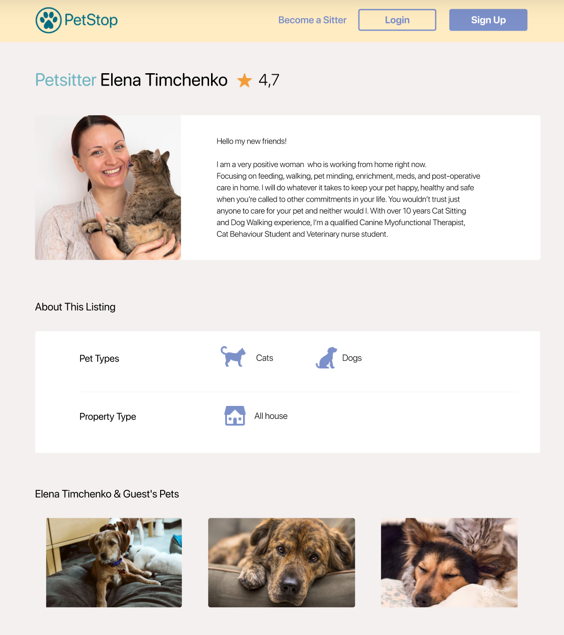 PetStop
Become a Sitter
Login
Sign Up
Petsitter Elena Timchenko 4,7
Hello my new friends!
I am a very positive woman  who is working from home right now.
Focusing on feeding, walking, pet minding, enrichment, meds, and post-operative
care in home. I will do whatever it takes to keep your pet happy, healthy and safe
when you're called to other commitments in your life. You wouldn't trust just
anyone to care for your pet and neither would I. With over 10 years Cat Sitting
and Dog Walking experience, I'm a qualified Canine Myofunctional Therapist,
Cat Behaviour Student and Veterinary nurse student.
About This Listing
Pet Types
Cats
Dogs
Property Type
All house
Elena Timchenko & Guest's Pets